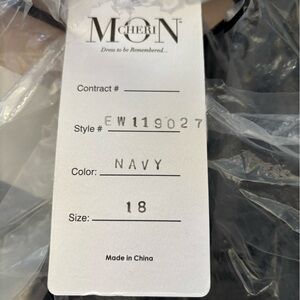 MON CHERI
Dress to be Remembered...
Contract #
Style # EW119027
Color: NAVY
Size: 18
Made in China